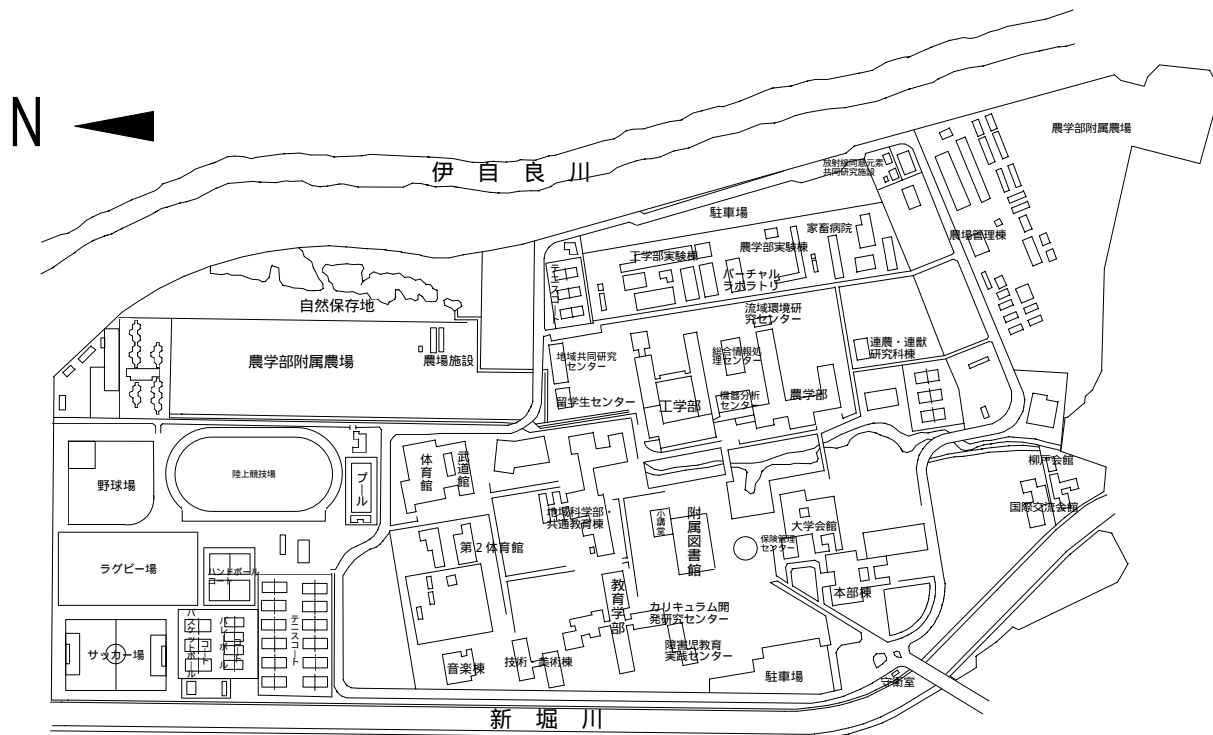 N
伊自良川
農学部附属農場
放射線同意元素
共同研究施設
駐車場
家畜病院
農場管理棟
工学部実験棟
農学部実験棟
バーチャル
ラボラトリ
テニスコート
自然保存地
流域環境研
究センター
農学部附属農場
農場施設
地域共同研究
センター
総合情報処
理センター
連農・連獣
研究科棟
留学生センター
工学部
機器分析
センター
農学部
野球場
陸上競技場
プール
体育館
武道館
柳戸会館
国際交流会館
地域科学部・
共通教育棟
小講堂
附属図書館
大学会館
保険管理
センター
第2体育館
ラグビー場
ハンドボール
コート
本部棟
教育学部
カリキュラム開
発研究センター
バスケットボール
コート
バレーボール
コート
テニスコート
サッカー場
障害児教育
実践センター
音楽棟
技術・美術棟
駐車場
守衛室
新堀川